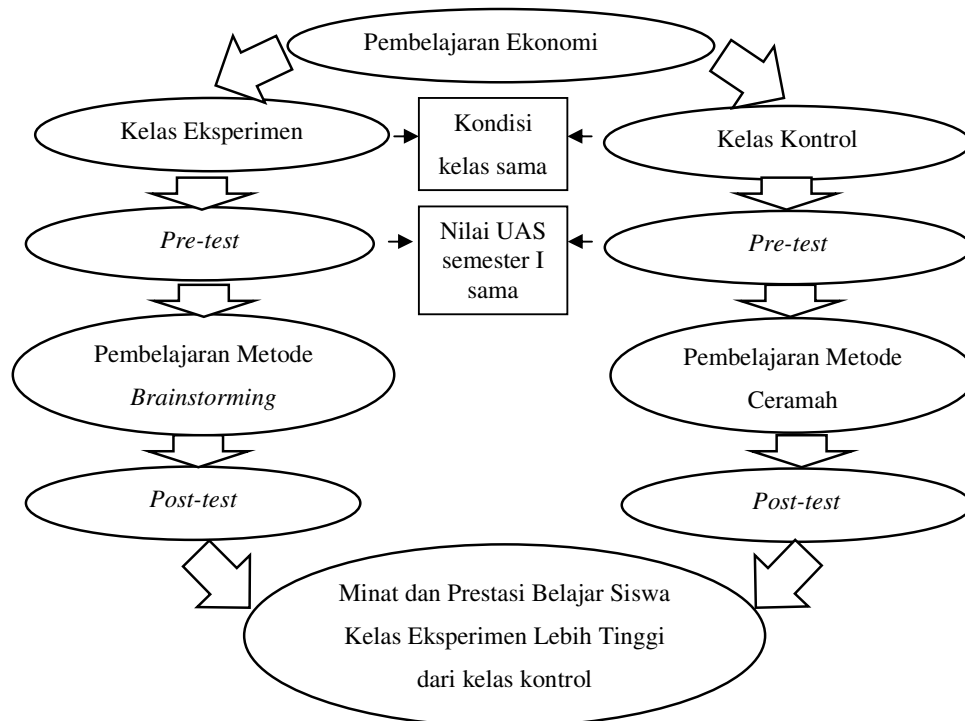 Pembelajaran Ekonomi
Kelas Eksperimen
Kondisi
kelas sama
Kelas Kontrol
Pre-test
Nilai UAS
semester I
sama
Pre-test
Pembelajaran Metode
Brainstorming
Pembelajaran Metode
Ceramah
Post-test
Post-test
Minat dan Prestasi Belajar Siswa
Kelas Eksperimen Lebih Tinggi
dari kelas kontrol